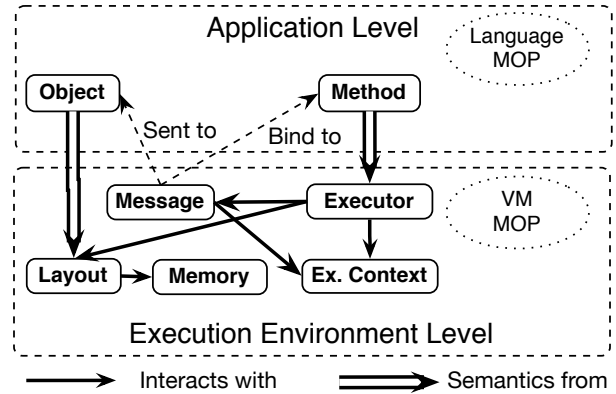 Application Level
Language
MOP
Object
Method
Sent to
Bind to
Message
Executor
VM
MOP
Layout
Memory
Ex. Context
Execution Environment Level
Interacts with
Semantics from